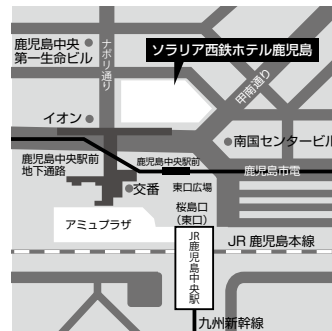 鹿児島中央
第一生命ビル
ナポリ通り
ソラリア西鉄ホテル鹿児島
甲南通り
イオン
南国センタービル
鹿児島中央駅前
地下通路
鹿児島中央駅前
鹿児島市電
交番
東口広場
桜島口
(東口)
アミュプラザ
JR鹿児島中央駅
JR 鹿児島本線
九州新幹線